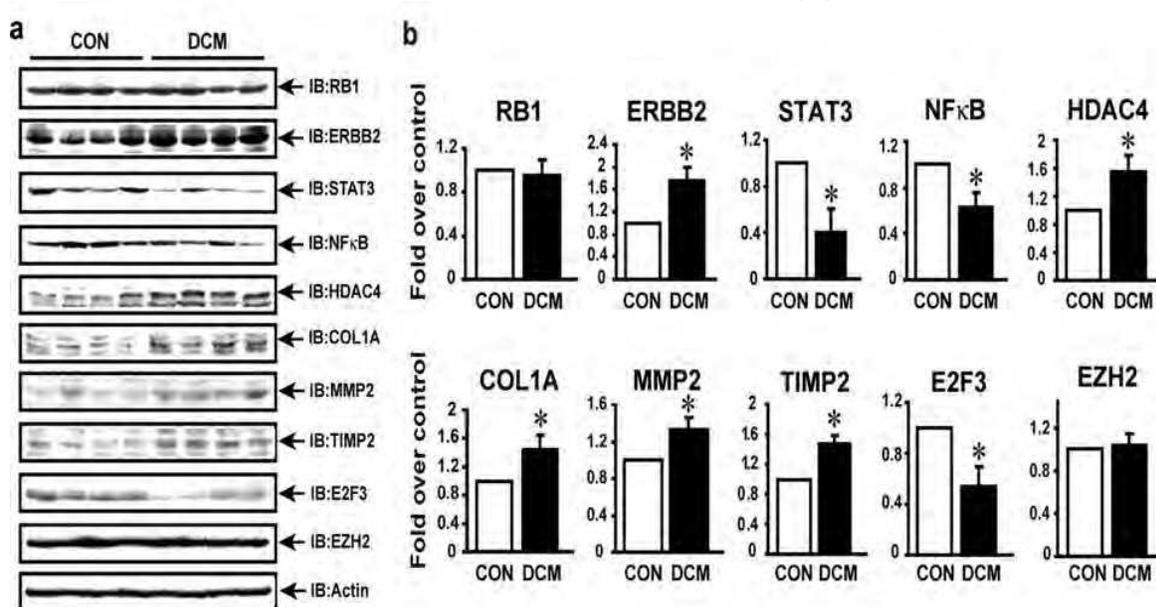 a
CON DCM
IB:RB1
IB:ERBB2
IB:STAT3
IB:NFκB
IB:HDAC4
IB:COL1A
IB:MMP2
IB:TIMP2
IB:E2F3
IB:EZH2
IB:Actin
b
RB1 ERBB2 STAT3 NFκB HDAC4
Fold over control
1.2
0.8
0.4
0
CON DCM
*
2.4
2
1.6
1.2
0.8
0.4
0
CON DCM
*
1.2
0.8
0.4
0
CON DCM
*
1.2
0.8
0.4
0
CON DCM
*
2
1.6
1.2
0.8
0.4
0
CON DCM
COL1A MMP2 TIMP2 E2F3 EZH2
Fold over control
*
2
1.6
1.2
0.8
0.4
0
CON DCM
*
1.6
1.2
0.8
0.4
0
CON DCM
*
2
1.6
1.2
0.8
0.4
0
CON DCM
*
1.2
0.8
0.4
0
CON DCM
1.6
1.2
0.8
0.4
0
CON DCM